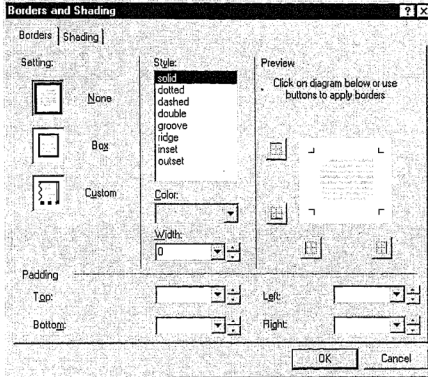 Borders and Shading
Borders Shading
Setting:
None
Box
Custom
Style:
solid
dotted
dashed
double
groove
ridge
inset
outset
Color:
Width:
0
Preview
Click on diagram below or use
buttons to apply borders
Padding
Top:
Left:
Bottom:
Right:
OK Cancel